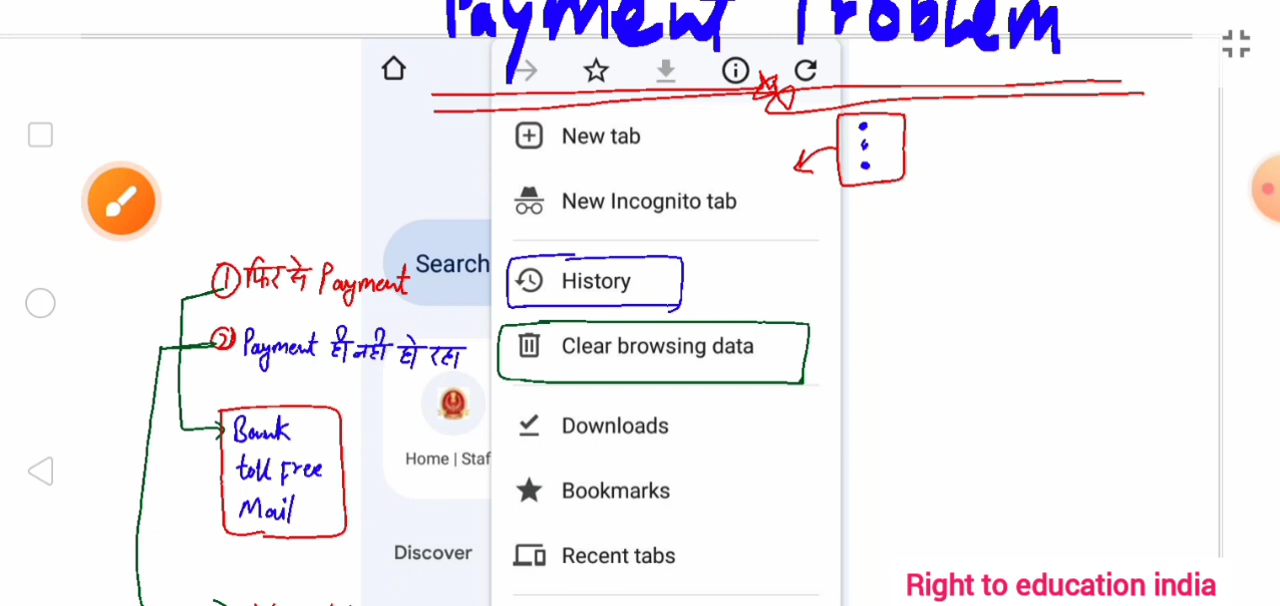 Payment Problem
New tab
New Incognito tab
Search
History
① फिर से Payment
② Payment ही नही हो रहा
Clear browsing data
Bank
toll Free
Mail
Home | Staf
Downloads
Bookmarks
Discover
Recent tabs
Right to education india